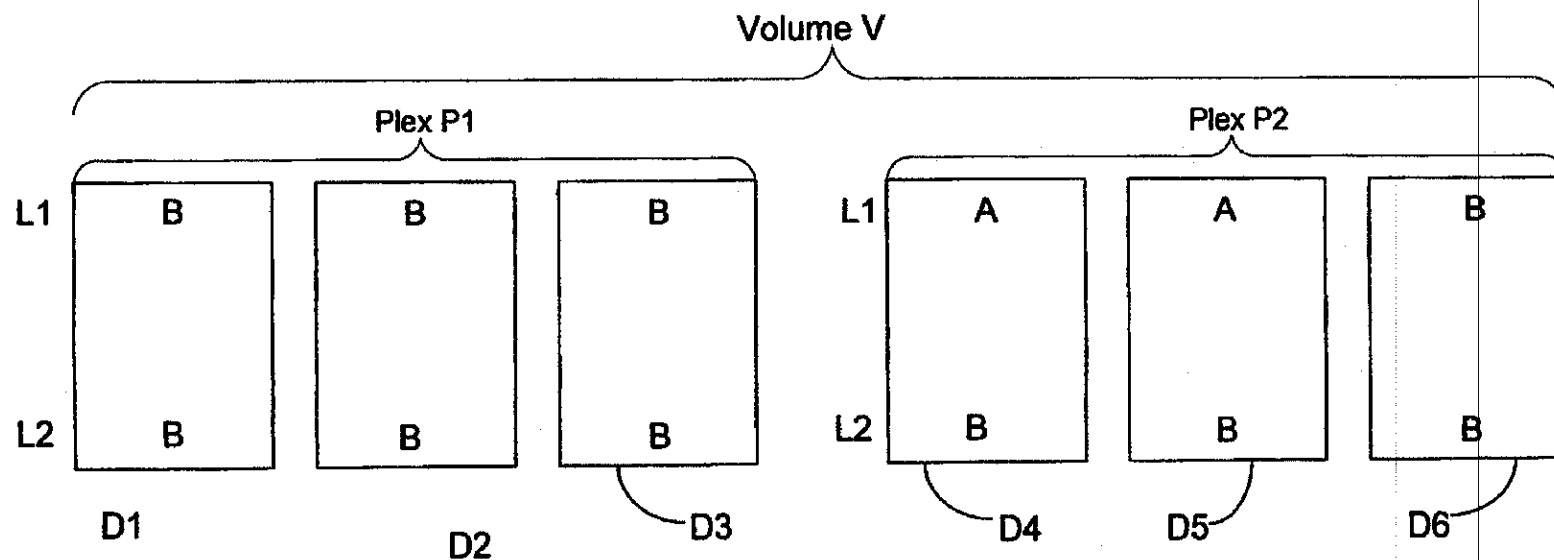 Volume V
Plex P1 Plex P2
L1 B B B L1 A A B
L2 B B B L2 B B B
D1 D2 D3 D4 D5 D6